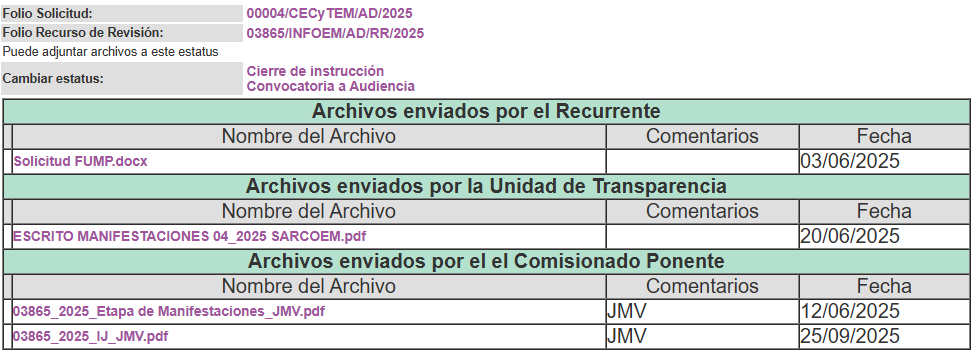 Folio Solicitud: 00004/CECyTEM/AD/2025
Folio Recurso de Revisión: 03865/INFOEM/AD/RR/2025
Puede adjuntar archivos a este estatus
Cambiar estatus: Cierre de instrucción
Convocatoria a Audiencia
Archivos enviados por el Recurrente
Nombre del Archivo Comentarios Fecha
Solicitud FUMP.docx 03/06/2025
Archivos enviados por la Unidad de Transparencia
Nombre del Archivo Comentarios Fecha
ESCRITO MANIFESTACIONES 04_2025 SARCOEM.pdf 20/06/2025
Archivos enviados por el el Comisionado Ponente
Nombre del Archivo Comentarios Fecha
03865_2025_Etapa de Manifestaciones_JMV.pdf JMV 12/06/2025
03865_2025_IJ_JMV.pdf JMV 25/09/2025